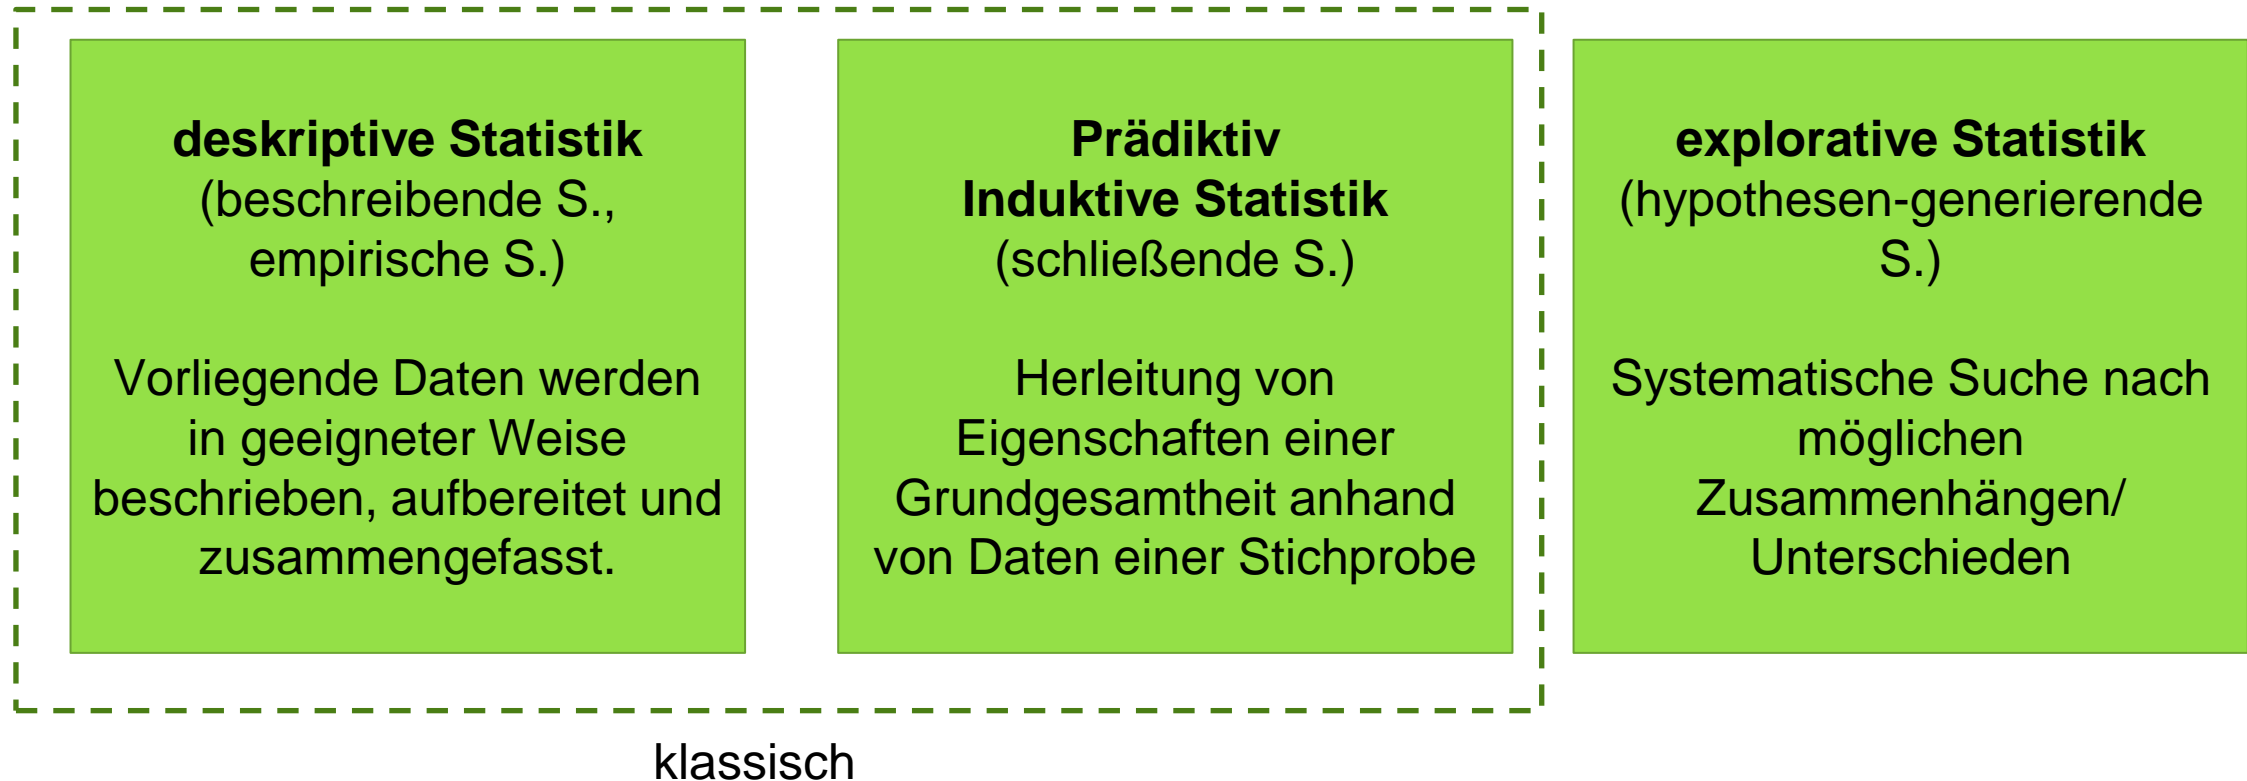 deskriptive Statistik
(beschreibende S.,
empirische S.)
Vorliegende Daten werden
in geeigneter Weise
beschrieben, aufbereitet und
zusammengefasst.
Prädiktiv
Induktive Statistik
(schließende S.)
Herleitung von
Eigenschaften einer
Grundgesamtheit anhand
von Daten einer Stichprobe
explorative Statistik
(hypothesen-generierende
S.)
Systematische Suche nach
möglichen
Zusammenhängen/
Unterschieden
klassisch